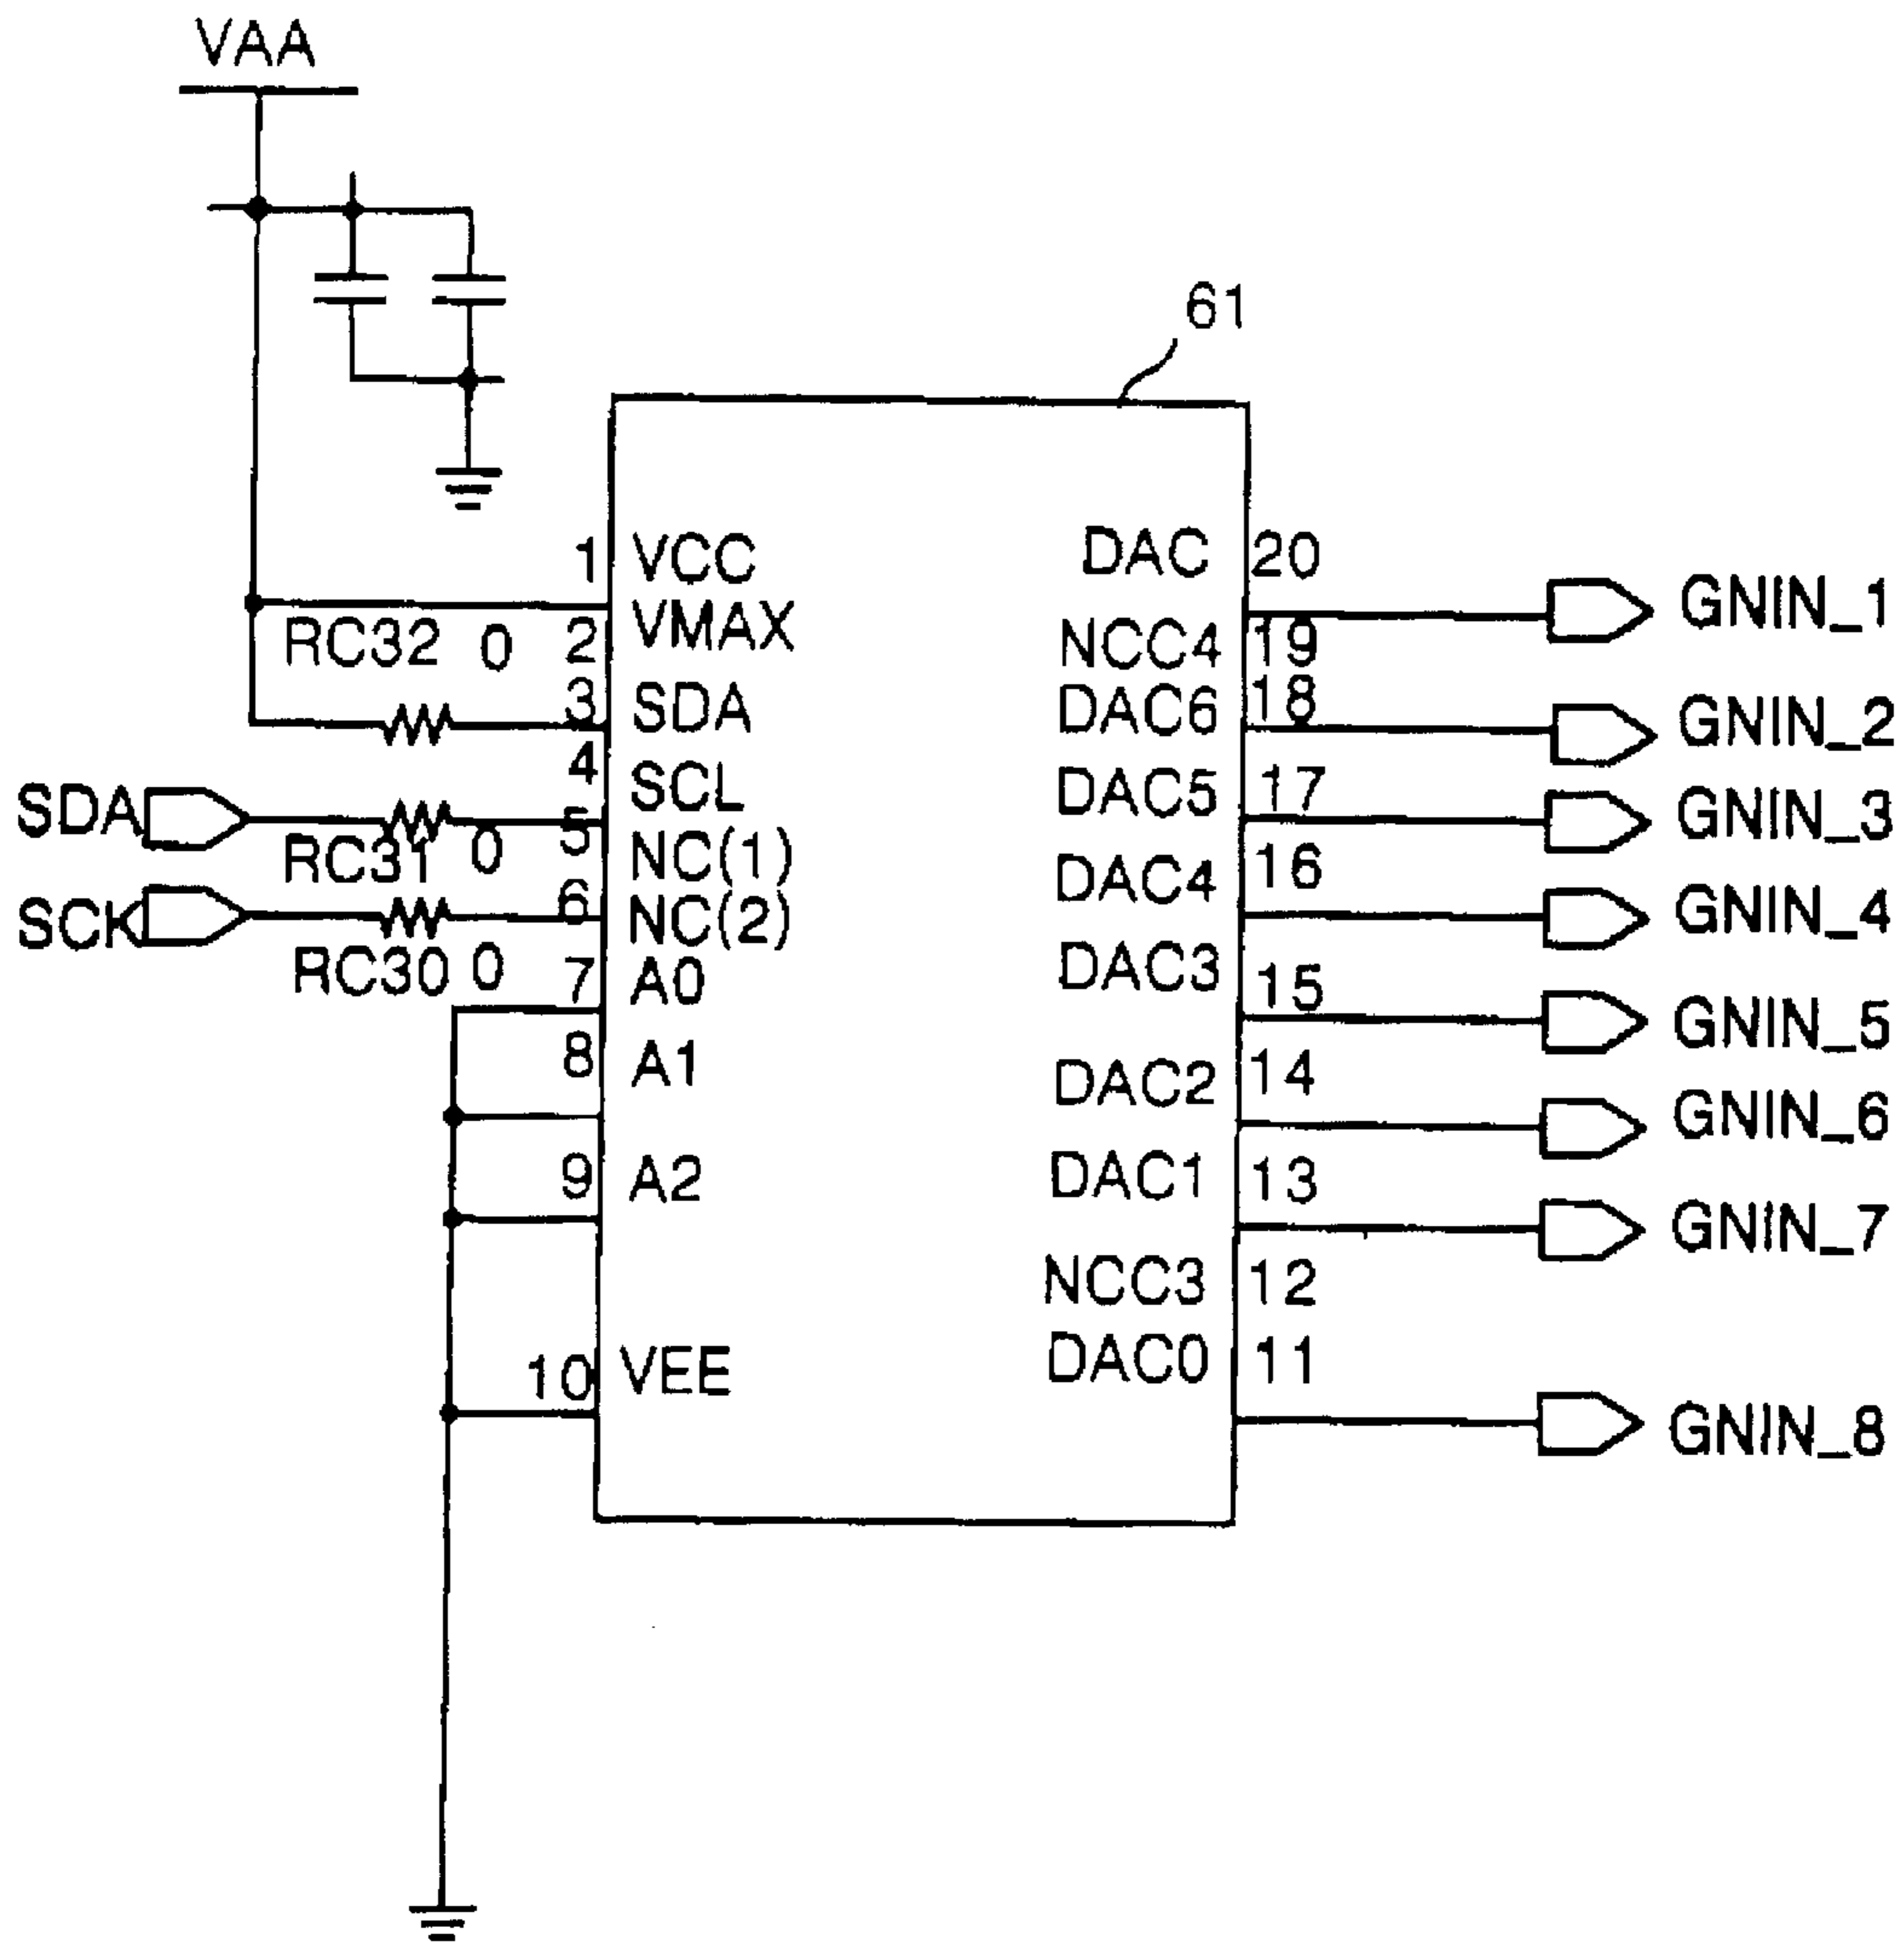 VAA
61
1 VCC DAC 20
GNIN_1
RC32 0 2 VMAX NCC4 19
3 SDA DAC6 18
GNIN_2
4 SCL DAC5 17
SDA GNIN_3
RC31 0 5 NC(1) DAC4 16
SCK 6 NC(2) GNIN_4
RC30 0 7 A0 DAC3 15
GNIN_5
8 A1 DAC2 14
GNIN_6
9 A2 DAC1 13
GNIN_7
NCC3 12
10 VEE DAC0 11
GNIN_8